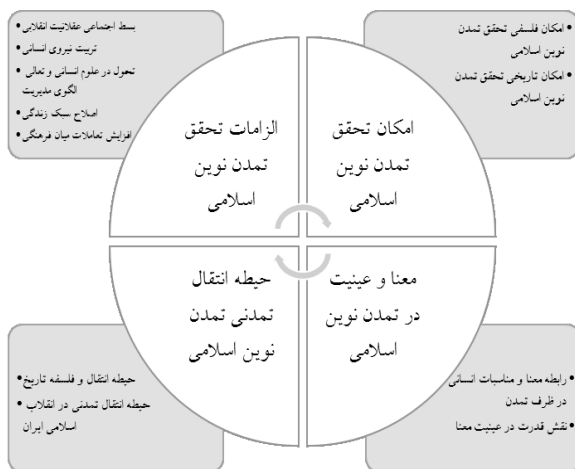 • امکان فلسفی تحقق تمدن
نوین اسلامی
• امکان تاریخی تحقق تمدن
نوین اسلامی
• بسط اجتماعی عقلانیت انقلابی
• تربیت نیروی انسانی
• تحول در علوم انسانی و تعالی
الگوی مدیریت
• اصلاح سبک زندگی
• افزایش تعاملات میان فرهنگی
امکان تحقق
تمدن نوین
اسلامی
الزامات تحقق
تمدن نوین
اسلامی
معنا و عینیت
در تمدن نوین
اسلامی
حیطه انتقال
تمدنی تمدن
نوین اسلامی
• رابطه معنا و مناسبات انسانی
در ظرف تمدن
• نقش قدرت در عینیت معنا
• حیطه انتقال و فلسفه تاریخ
• حیطه انتقال تمدنی در انقلاب
اسلامی ایران